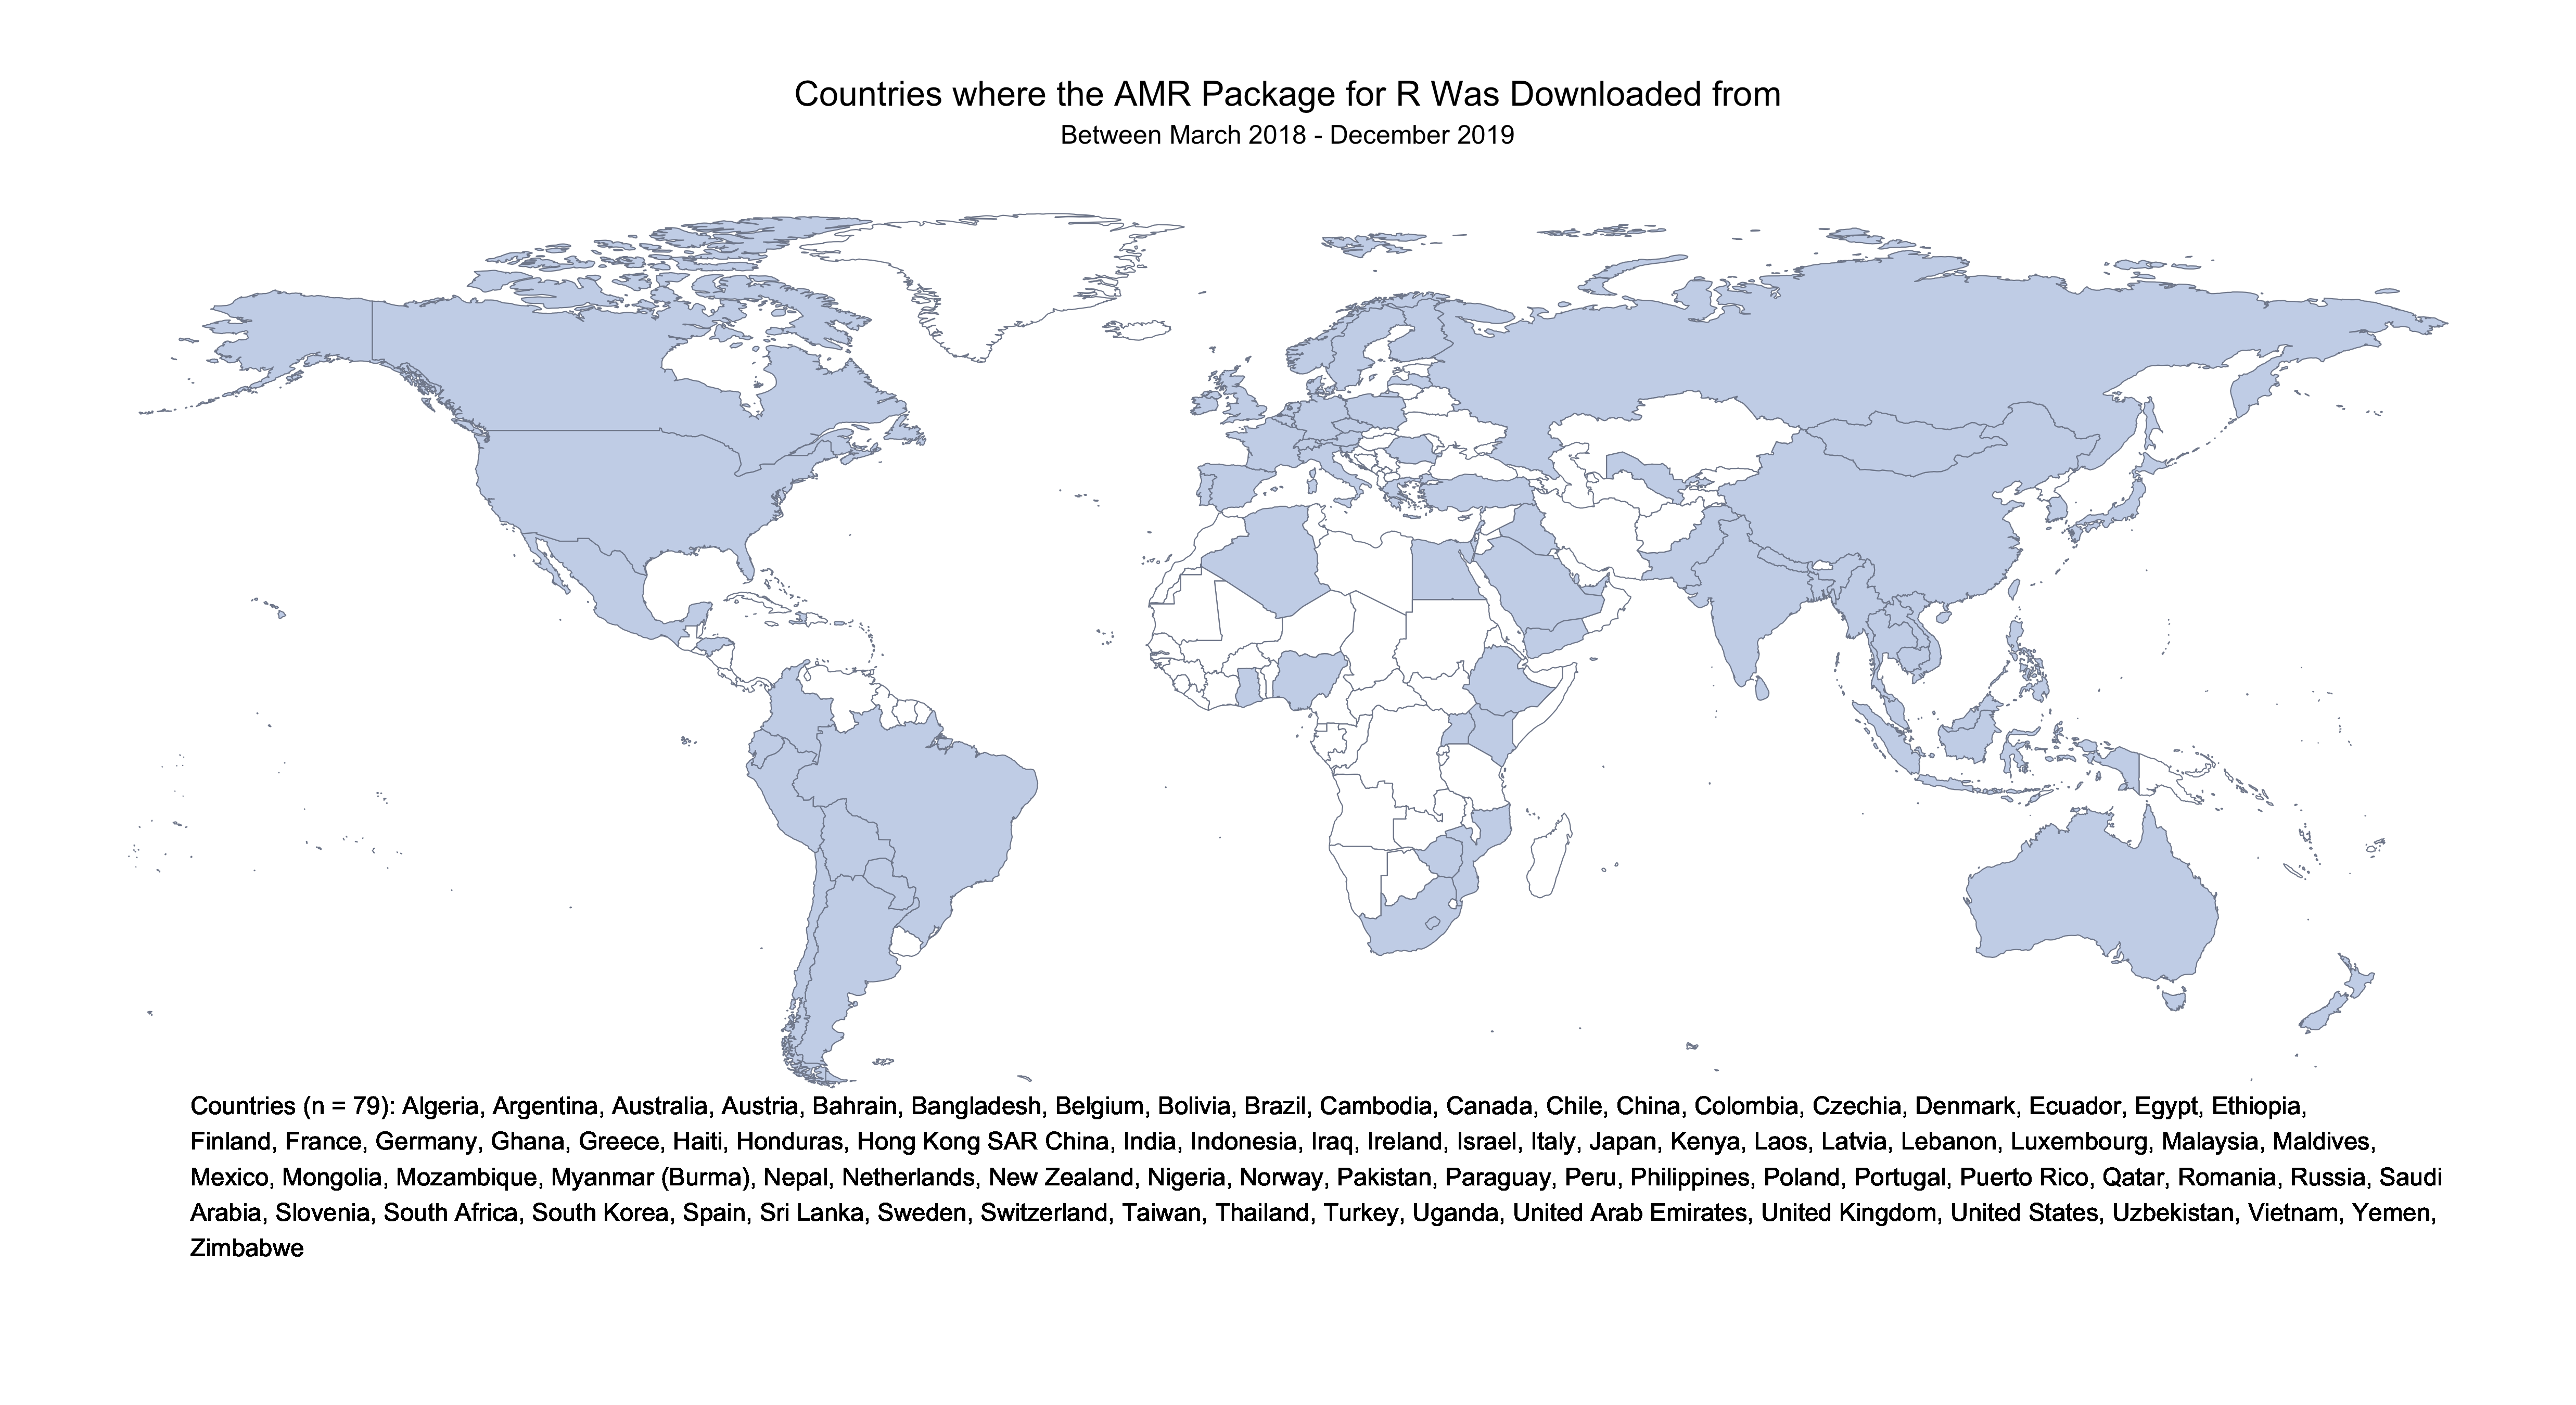 Countries where the AMR Package for R Was Downloaded from
Between March 2018 - December 2019
Countries (n = 79): Algeria, Argentina, Australia, Austria, Bahrain, Bangladesh, Belgium, Bolivia, Brazil, Cambodia, Canada, Chile, China, Colombia, Czechia, Denmark, Ecuador, Egypt, Ethiopia,
Finland, France, Germany, Ghana, Greece, Haiti, Honduras, Hong Kong SAR China, India, Indonesia, Iraq, Ireland, Israel, Italy, Japan, Kenya, Laos, Latvia, Lebanon, Luxembourg, Malaysia, Maldives,
Mexico, Mongolia, Mozambique, Myanmar (Burma), Nepal, Netherlands, New Zealand, Nigeria, Norway, Pakistan, Paraguay, Peru, Philippines, Poland, Portugal, Puerto Rico, Qatar, Romania, Russia, Saudi
Arabia, Slovenia, South Africa, South Korea, Spain, Sri Lanka, Sweden, Switzerland, Taiwan, Thailand, Turkey, Uganda, United Arab Emirates, United Kingdom, United States, Uzbekistan, Vietnam, Yemen,
Zimbabwe